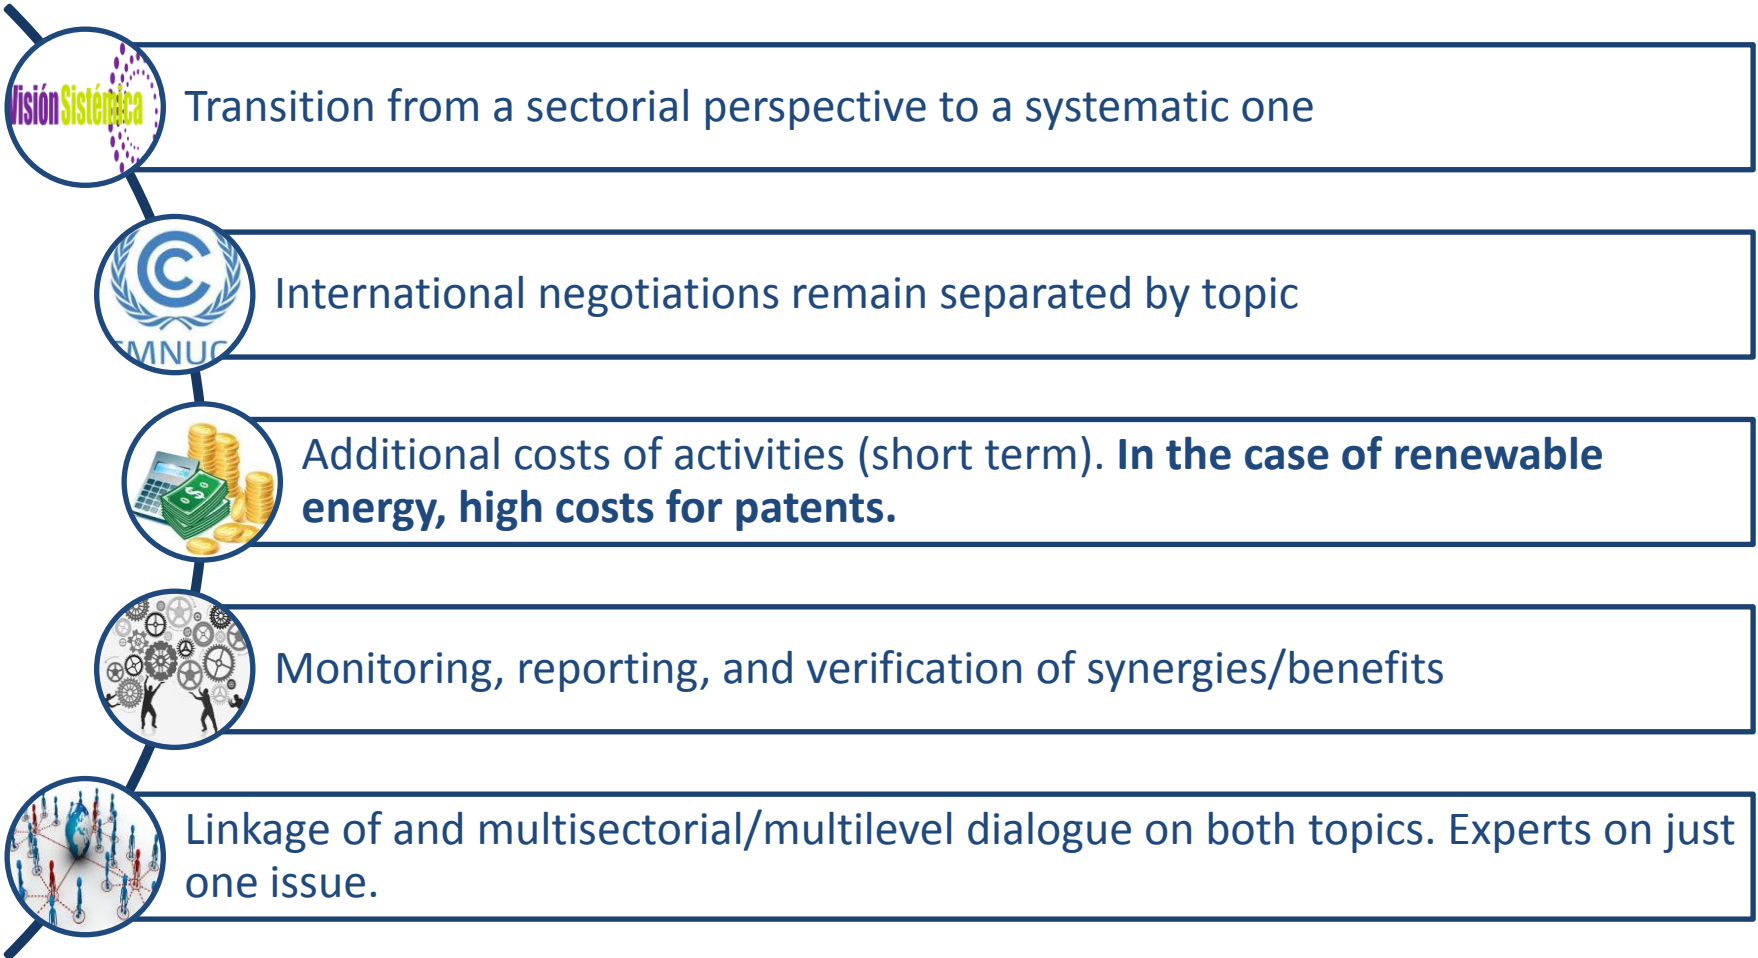 Visión Sistémica
Transition from a sectorial perspective to a systematic one
International negotiations remain separated by topic
MNUC
Additional costs of activities (short term). In the case of renewable
energy, high costs for patents.
Monitoring, reporting, and verification of synergies/benefits
Linkage of and multisectorial/multilevel dialogue on both topics. Experts on just
one issue.